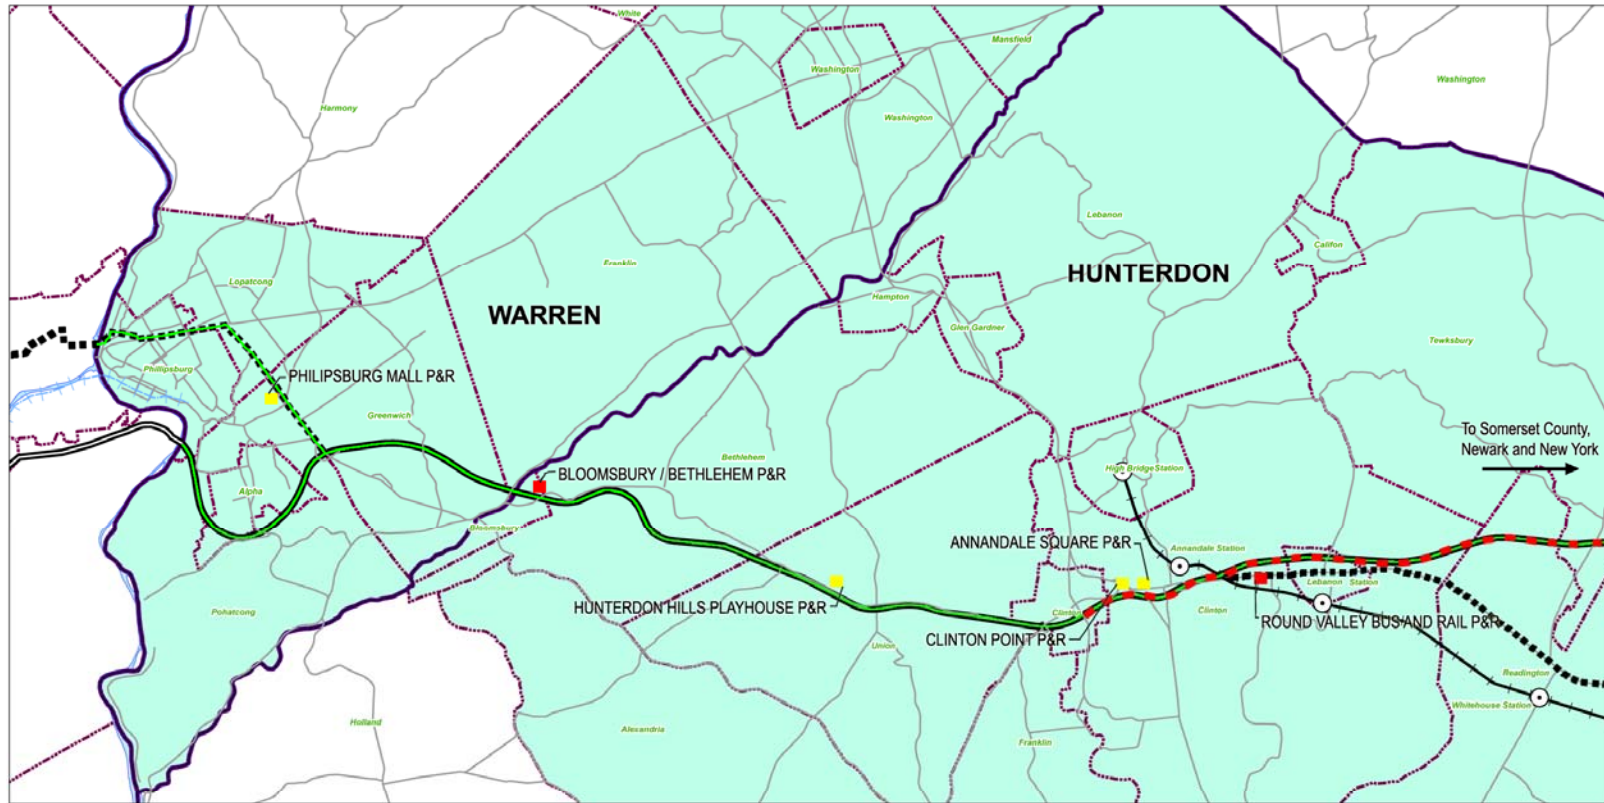 White
Mansfield
Washington
Washington
Harmony
Washington
Lebanon
Califon
Lopatcong
Franklin
HUNTERDON
WARREN
Hampton
Glen Gardner
Tewksbury
Phillipsburg
PHILIPSBURG MALL P&R
Greenwich
To Somerset County,
Newark and New York
Bethlehem
High Bridge Station
BLOOMSBURY / BETHLEHEM P&R
Alpha
Bloomsbury
ANNANDALE SQUARE P&R
Annandale Station
Lebanon Station
HUNTERDON HILLS PLAYHOUSE P&R
Pohatcong
Clinton
Clinton
ROUND VALLEY BUS AND RAIL P&R
CLINTON POINT P&R
Union
Readington
Whitehouse Station
Holland
Alexandria
Franklin